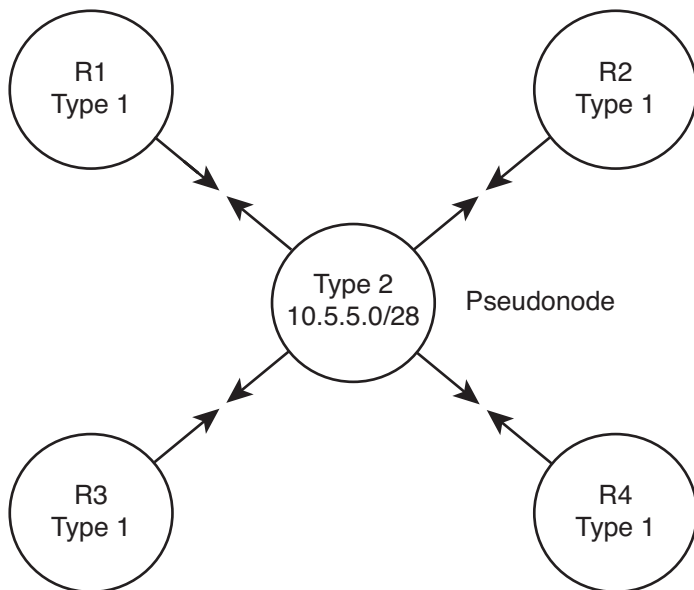 R1
Type 1
R2
Type 1
Type 2
10.5.5.0/28
Pseudonode
R3
Type 1
R4
Type 1